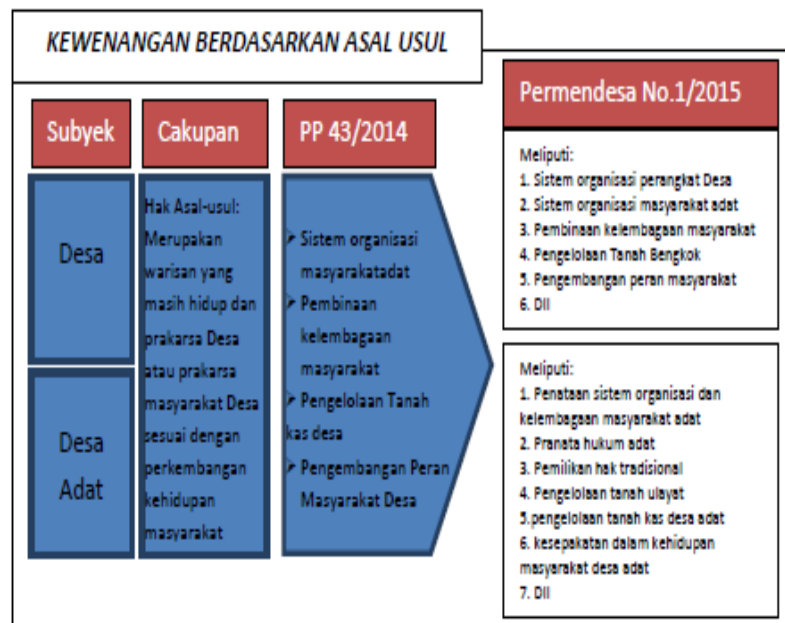 KEWENANGAN BERDASARKAN ASAL USUL
Subyek
Cakupan
PP 43/2014
Permendesa No.1/2015
Desa
Desa
Adat
Hak Asal-usul:
Merupakan
warisan yang
masih hidup dan
prakarsa Desa
atau prakarsa
masyarakat Desa
sesuai dengan
perkembangan
kehidupan
masyarakat
➤ Sistem organisasi
masyarakatadat
➤ Pembinaan
kelembagaan
masyarakat
➤ Pengelolaan Tanah
kas desa
➤ Pengembangan Peran
Masyarakat Desa
Meliputi:
1. Sistem organisasi perangkat Desa
2. Sistem organisasi masyarakat adat
3. Pembinaan kelembagaan masyarakat
4. Pengelolaan Tanah Bengkok
5. Pengembangan peran masyarakat
6. Dll
Meliputi:
1. Penataan sistem organisasi dan
kelembagaan masyarakat adat
2. Pranata hukum adat
3. Pemilikan hak tradisional
4. Pengelolaan tanah ulayat
5.pengelolaan tanah kas desa adat
6. kesepakatan dalam kehidupan
masyarakat desa adat
7. Dll